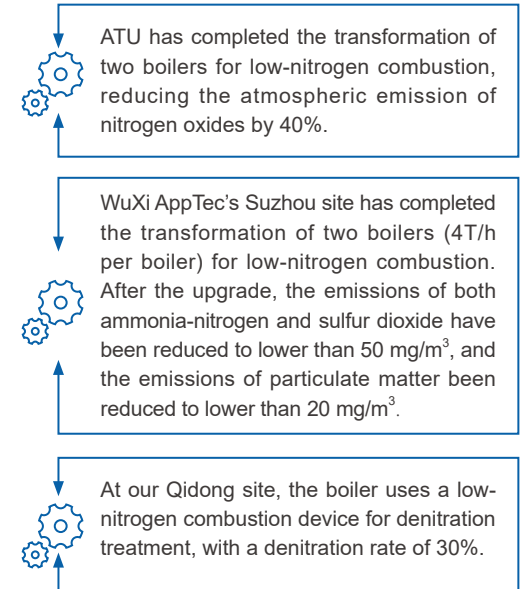 ATU has completed the transformation of
two boilers for low-nitrogen combustion,
reducing the atmospheric emission of
nitrogen oxides by 40%.
WuXi AppTec’s Suzhou site has completed
the transformation of two boilers (4T/h
per boiler) for low-nitrogen combustion.
After the upgrade, the emissions of both
ammonia-nitrogen and sulfur dioxide have
been reduced to lower than 50 mg/m³, and
the emissions of particulate matter been
reduced to lower than 20 mg/m³.
At our Qidong site, the boiler uses a low-
nitrogen combustion device for denitration
treatment, with a denitration rate of 30%.